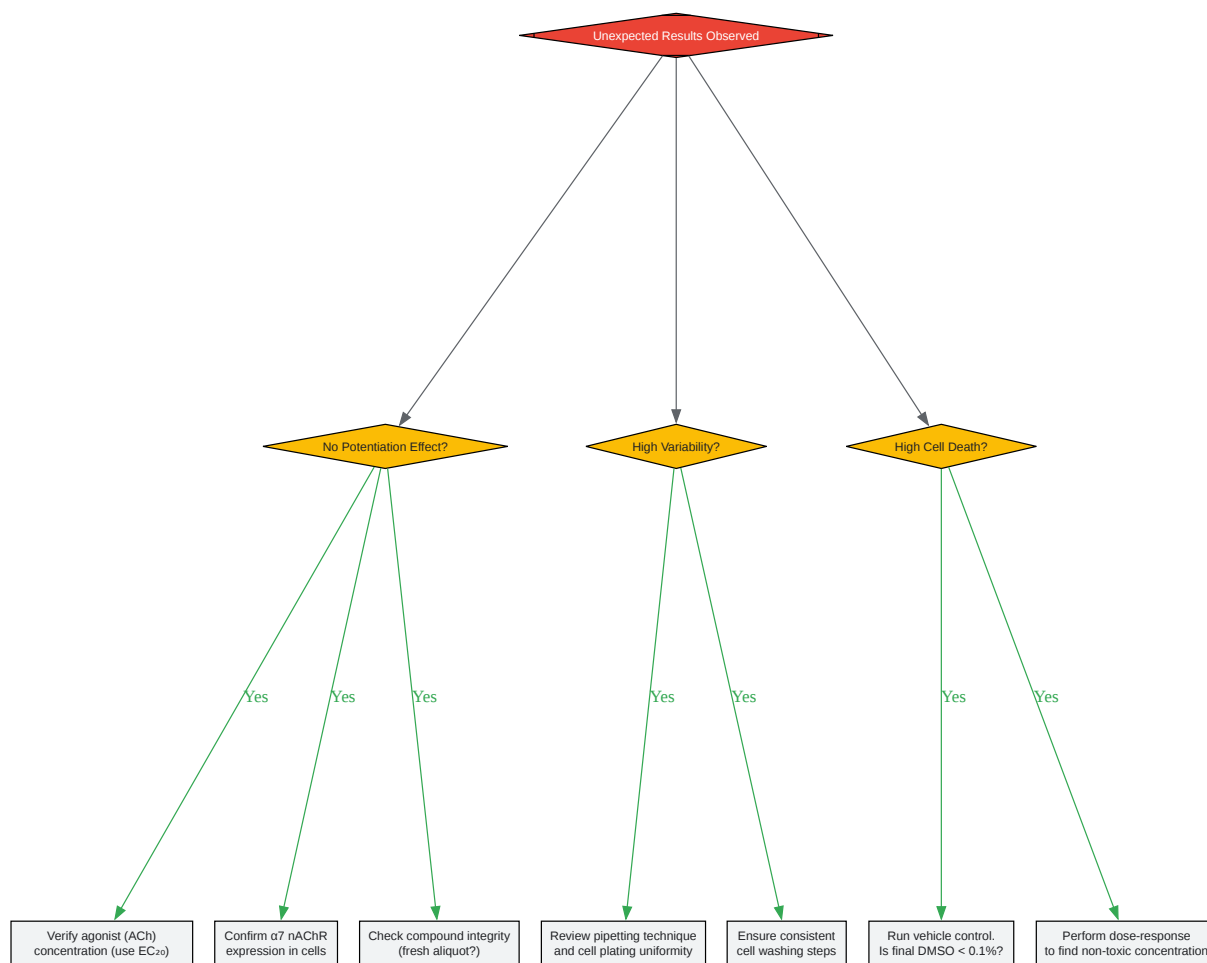 Unexpected Results Observed
No Potentiation Effect?
High Variability?
High Cell Death?
Yes
Yes
Yes
Yes
Yes
Yes
Yes
Verify agonist (ACh)
concentration (use EC₂₀)
Confirm α7 nAChR
expression in cells
Check compound integrity
(fresh aliquot?)
Review pipetting technique
and cell plating uniformity
Ensure consistent
cell washing steps
Run vehicle control.
Is final DMSO < 0.1%?
Perform dose-response
to find non-toxic concentration